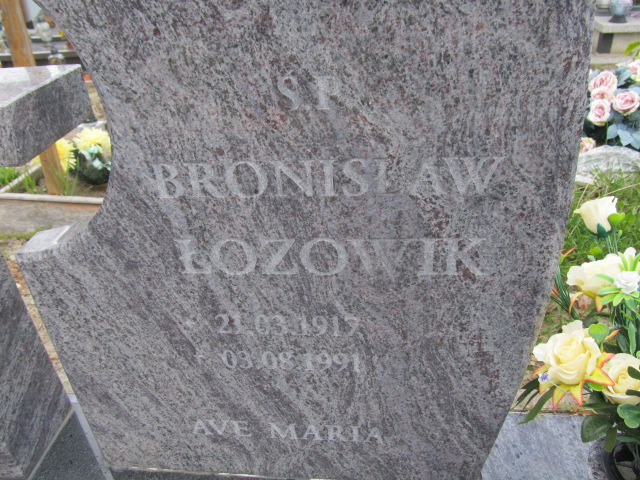 Ś.P.
BRONISŁAW
ŁOZOWIK
* 21.03.1917
† 03.08.1991
AVE MARIA